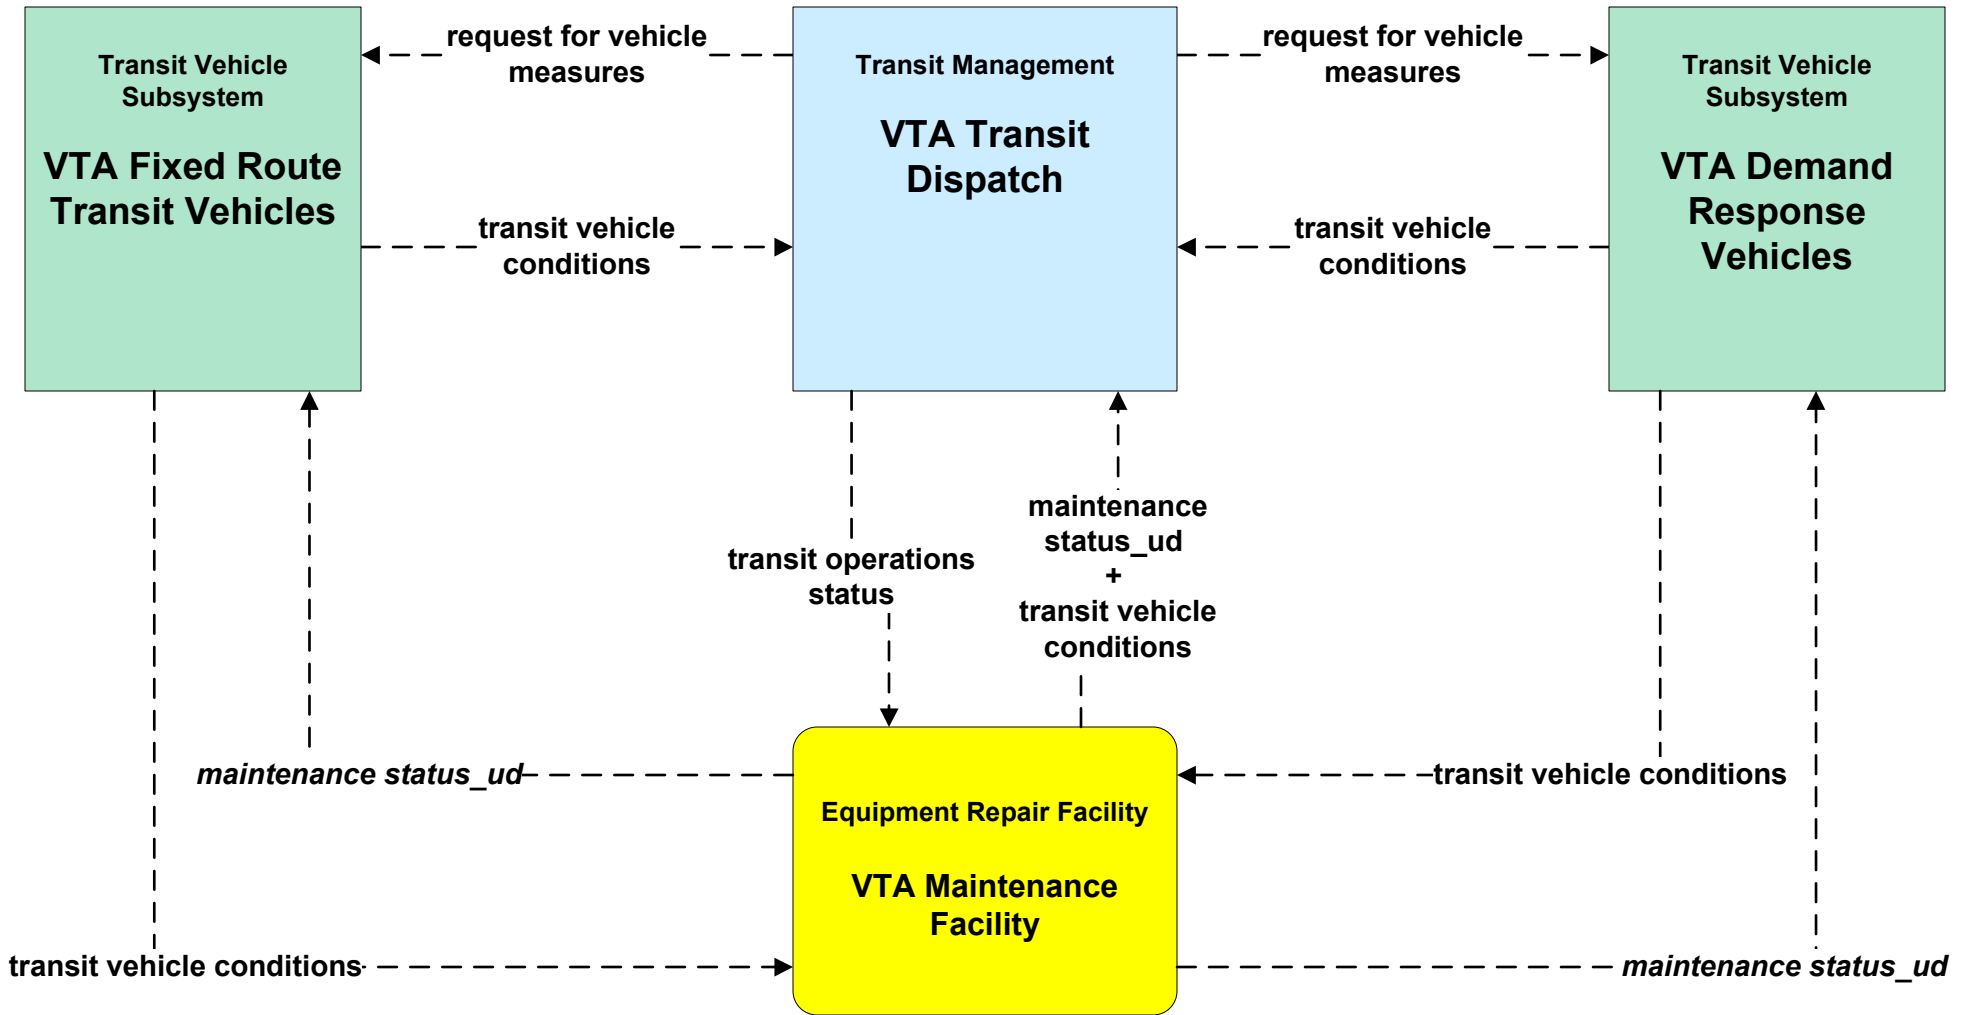 Transit Vehicle
Subsystem
VTA Fixed Route
Transit Vehicles
request for vehicle
measures
transit vehicle
conditions
Transit Management
VTA Transit
Dispatch
request for vehicle
measures
transit vehicle
conditions
Transit Vehicle
Subsystem
VTA Demand
Response
Vehicles
transit operations
status
maintenance
status_ud
+
transit vehicle
conditions
maintenance status_ud
transit vehicle conditions
Equipment Repair Facility
VTA Maintenance
Facility
transit vehicle conditions
maintenance status_ud